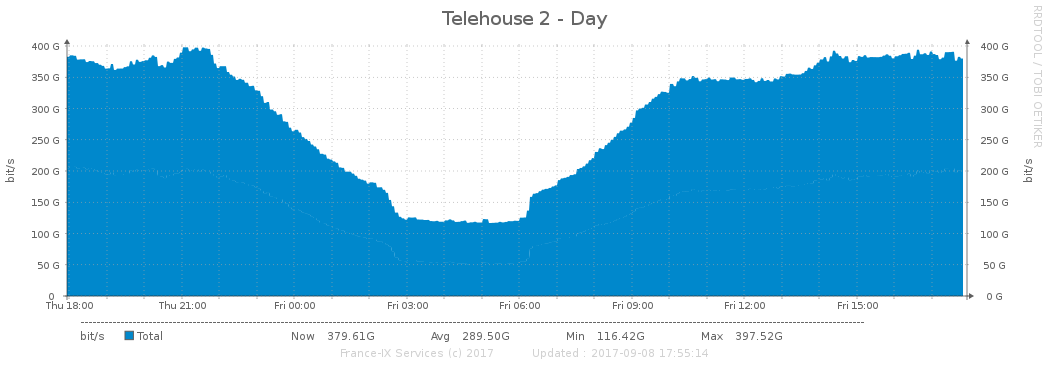 Telehouse 2 - Day
RRDTOOL / TOBI OETIKER
bit/s
400 G
350 G
300 G
250 G
200 G
150 G
100 G
50 G
0
400 G
350 G
300 G
250 G
200 G
150 G
100 G
50 G
0 G
bit/s
Thu 18:00 Thu 21:00 Fri 00:00 Fri 03:00 Fri 06:00 Fri 09:00 Fri 12:00 Fri 15:00
bit/s Total Now 379.61G Avg 289.50G Min 116.42G Max 397.52G
France-IX Services (c) 2017 Updated : 2017-09-08 17:55:14